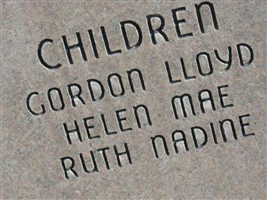 CHILDREN
GORDON LLOYD
HELEN MAE
RUTH NADINE